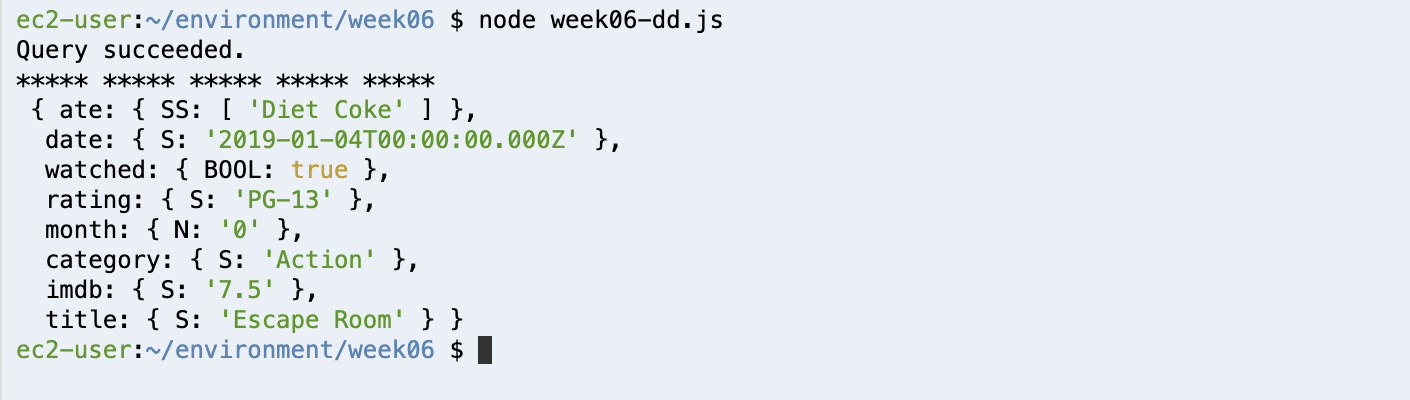 ec2-user:~/environment/week06 $ node week06-dd.js
Query succeeded.
***** ***** ***** ***** *****
 { ate: { SS: [ 'Diet Coke' ] },
  date: { S: '2019-01-04T00:00:00.000Z' },
  watched: { BOOL: true },
  rating: { S: 'PG-13' },
  month: { N: '0' },
  category: { S: 'Action' },
  imdb: { S: '7.5' },
  title: { S: 'Escape Room' } }
ec2-user:~/environment/week06 $